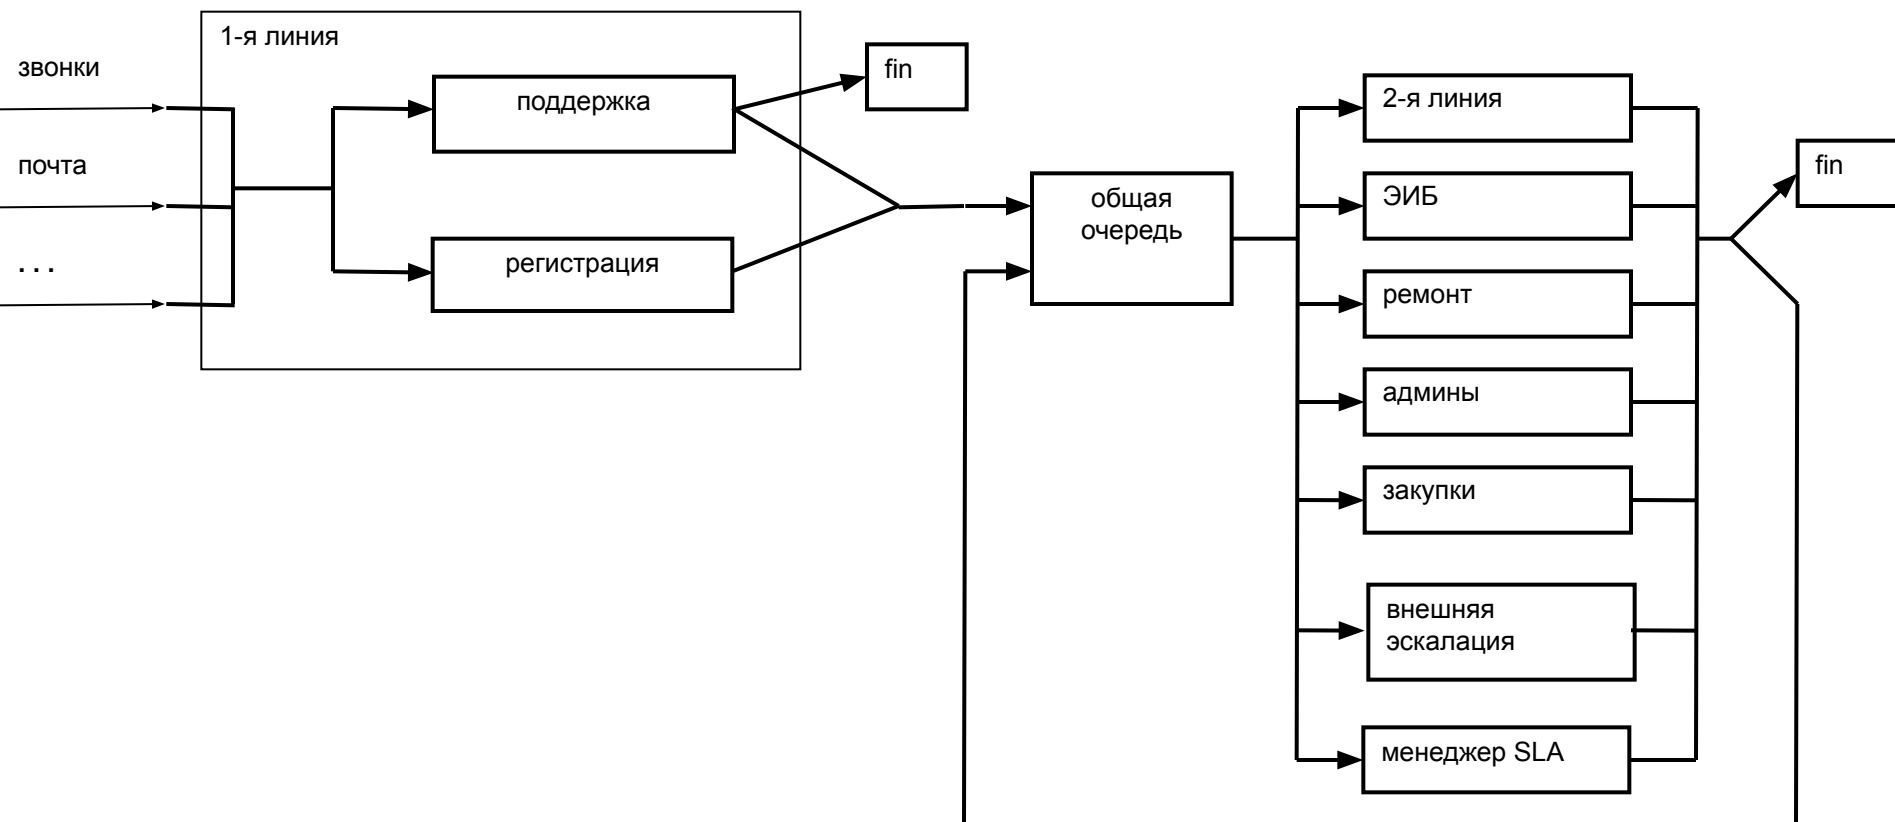 1-я линия
звонки
почта
...
поддержка
регистрация
fin
общая
очередь
2-я линия
ЭИБ
ремонт
админы
закупки
внешняя
эскалация
менеджер SLA
fin